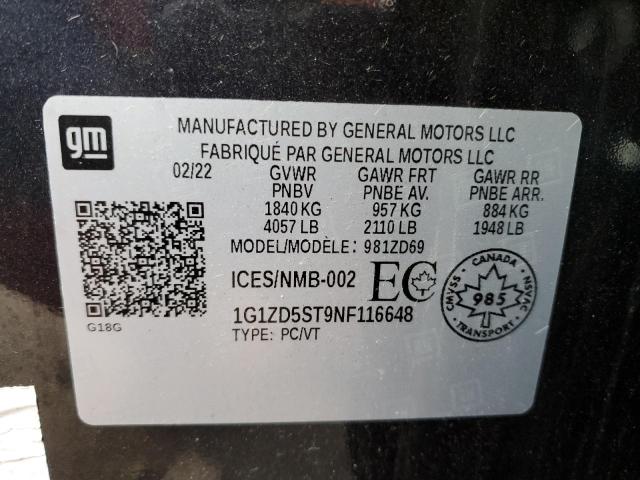 gm
MANUFACTURED BY GENERAL MOTORS LLC
FABRIQUÉ PAR GENERAL MOTORS LLC
02/22 GVWR GAWR FRT GAWR RR
PNBV PNBE AV. PNBE ARR.
1840 KG 957 KG 884 KG
4057 LB 2110 LB 1948 LB
MODEL/MODÈLE: 981ZD69
ICES/NMB-002 EC
CANADA
CMVSS 985 NSVAC
1G1ZD5ST9NF116648
G18G
TYPE: PC/VT